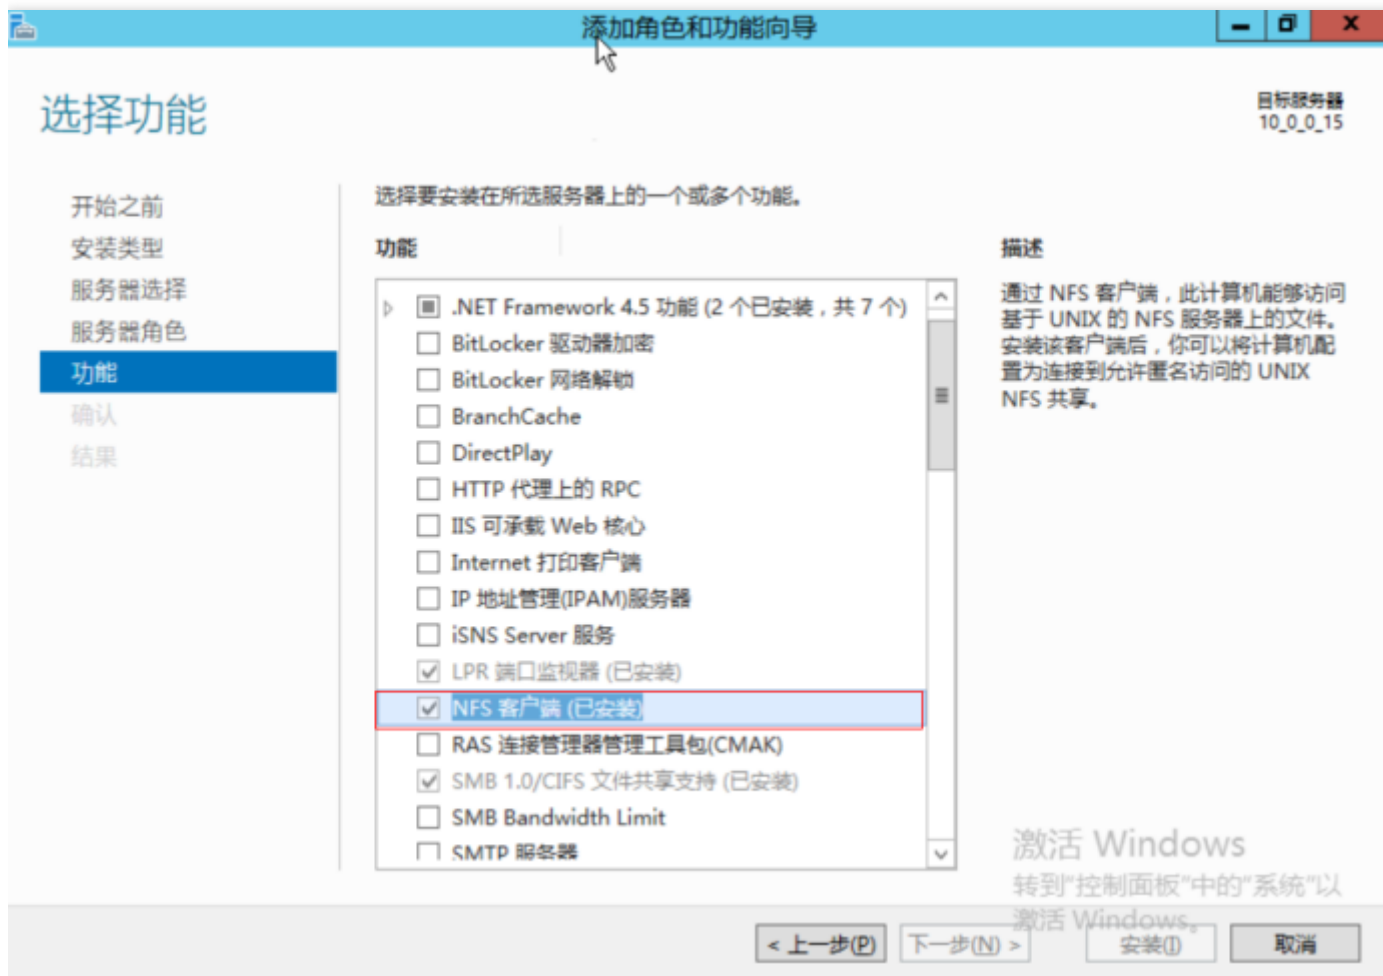 添加角色和功能向导
选择功能
目标服务器
10_0_0_15
开始之前
安装类型
服务器选择
服务器角色
功能
确认
结果
选择要安装在所选服务器上的一个或多个功能。
功能
.NET Framework 4.5 功能 (2 个已安装，共 7 个)
BitLocker 驱动器加密
BitLocker 网络解锁
BranchCache
DirectPlay
HTTP 代理上的 RPC
IIS 可承载 Web 核心
Internet 打印客户端
IP 地址管理(IPAM)服务器
iSNS Server 服务
LPR 端口监视器 (已安装)
NFS 客户端 (已安装)
RAS 连接管理器管理工具包(CMAK)
SMB 1.0/CIFS 文件共享支持 (已安装)
SMB Bandwidth Limit
SMTP 服务器
描述
通过 NFS 客户端，此计算机能够访问
基于 UNIX 的 NFS 服务器上的文件。
安装该客户端后，你可以将计算机配
置为连接到允许匿名访问的 UNIX
NFS 共享。
激活 Windows
转到"控制面板"中的"系统"以
激活 Windows。
< 上一步(P)
下一步(N) >
安装(I)
取消